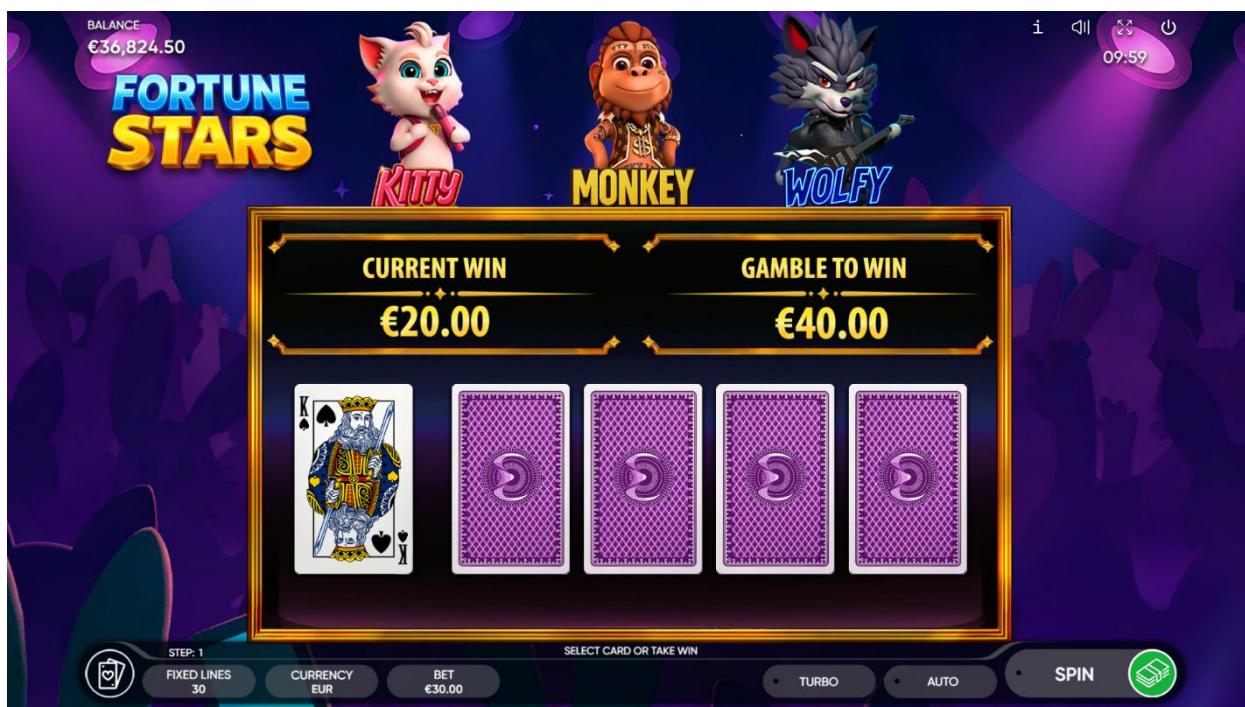 BALANCE
€36,824.50
09:59
FORTUNE
STARS
KITTY
MONKEY
WOLFY
CURRENT WIN
€20.00
GAMBLE TO WIN
€40.00
K
K
STEP: 1
SELECT CARD OR TAKE WIN
FIXED LINES
30
CURRENCY
EUR
BET
€30.00
TURBO
AUTO
SPIN